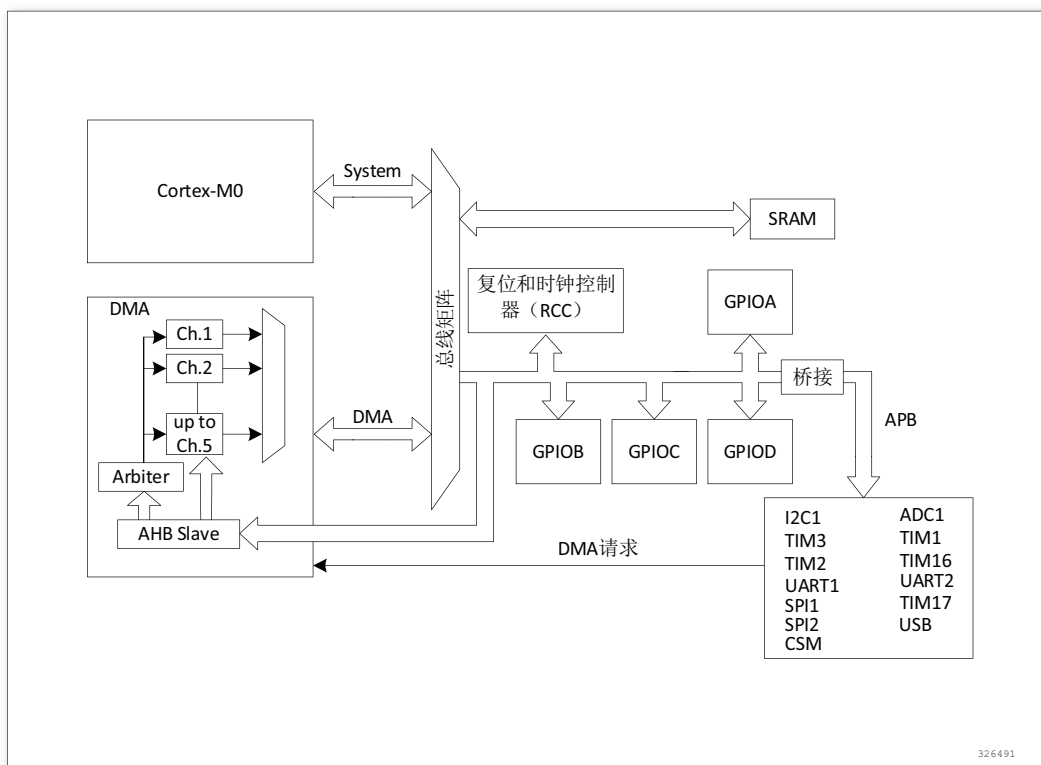 Cortex-M0
System
SRAM
复位和时钟控制
器（RCC）
GPIOA
总线矩阵
DMA
Ch.1
Ch.2
up to
Ch.5
Arbiter
AHB Slave
DMA
桥接
APB
GPIOB
GPIOC
GPIOD
DMA请求
I2C1
TIM3
TIM2
UART1
SPI1
SPI2
CSM
ADC1
TIM1
TIM16
UART2
TIM17
USB
326491